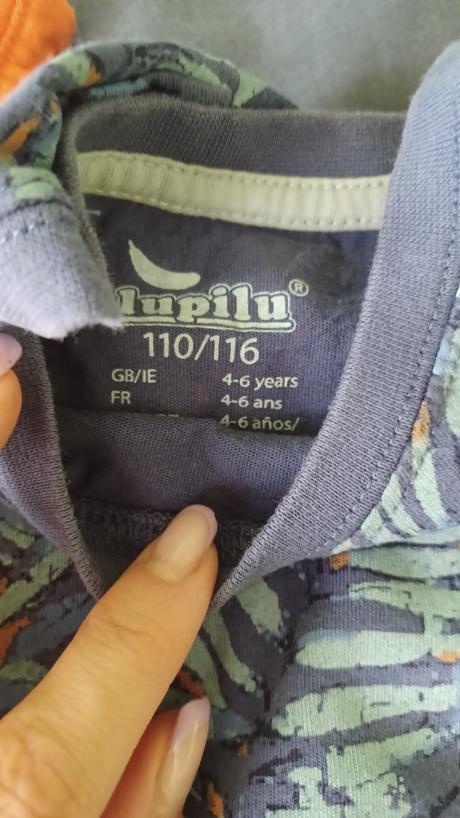 lupilu®
110/116
GB/IE 4-6 years
FR 4-6 ans
4-6 años/